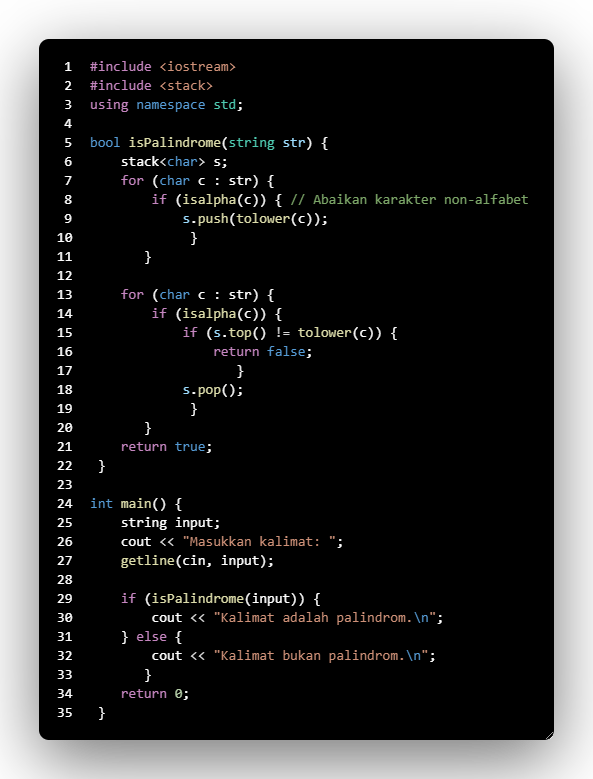 1 #include <iostream>
2 #include <stack>
3 using namespace std;
4
5 bool isPalindrome(string str) {
6     stack<char> s;
7     for (char c : str) {
8         if (isalpha(c)) { // Abaikan karakter non-alfabet
9             s.push(tolower(c));
10              }
11        }
12
13     for (char c : str) {
14         if (isalpha(c)) {
15             if (s.top() != tolower(c)) {
16                 return false;
17                    }
18             s.pop();
19              }
20        }
21     return true;
22  }
23
24 int main() {
25     string input;
26     cout << "Masukkan kalimat: ";
27     getline(cin, input);
28
29     if (isPalindrome(input)) {
30         cout << "Kalimat adalah palindrom.\n";
31     } else {
32         cout << "Kalimat bukan palindrom.\n";
33        }
34     return 0;
35  }